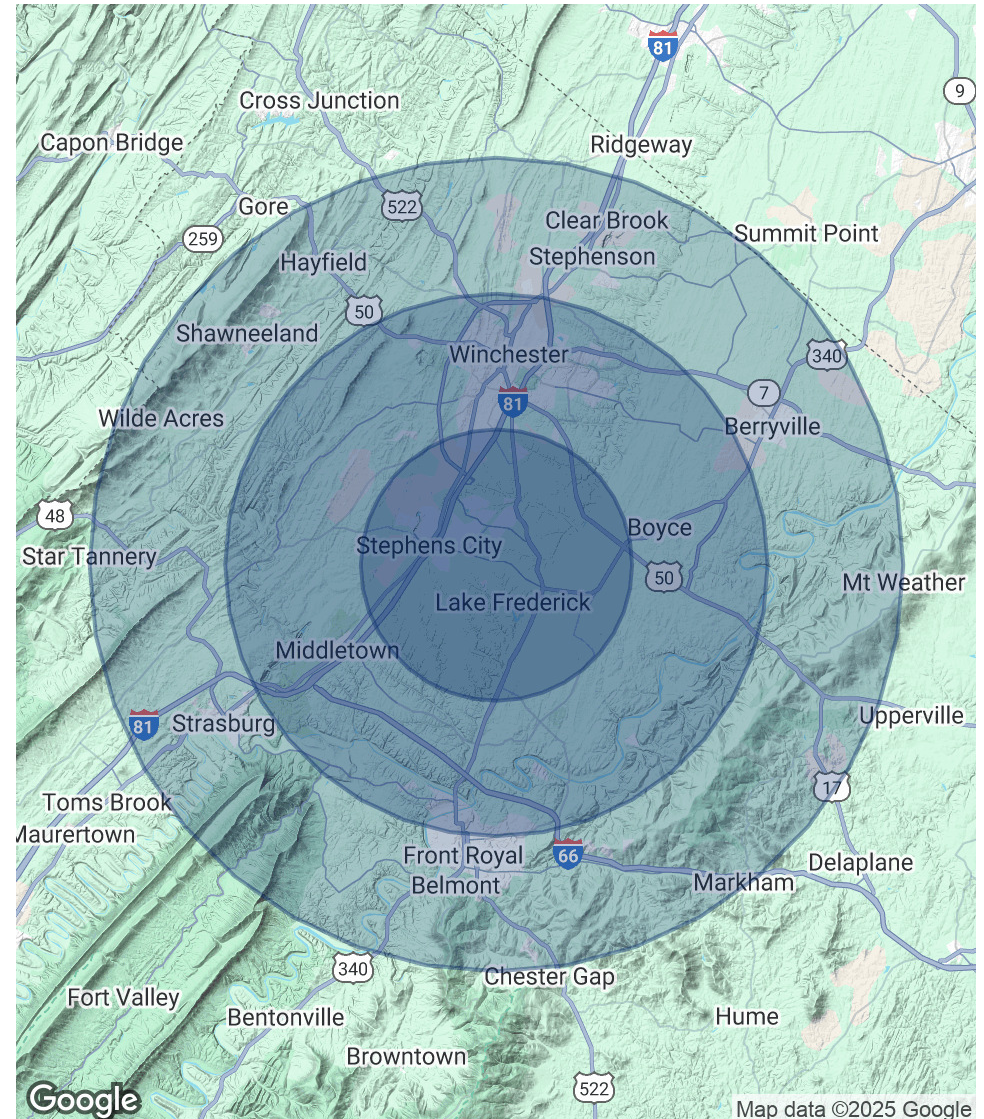 81
9
Cross Junction
Capon Bridge
Ridgeway
Gore
522
Clear Brook
Summit Point
259
Stephenson
Hayfield
50
Shawneeland
Winchester
340
7
81
Wilde Acres
Berryville
48
Boyce
Star Tannery
Stephens City
50
Mt Weather
Lake Frederick
Middletown
Upperville
81
Strasburg
17
Toms Brook
Maurertown
Front Royal
66
Delaplane
Belmont
Markham
340
Chester Gap
Fort Valley
Bentonville
Hume
Browntown
522
Google
Map data ©2025 Google